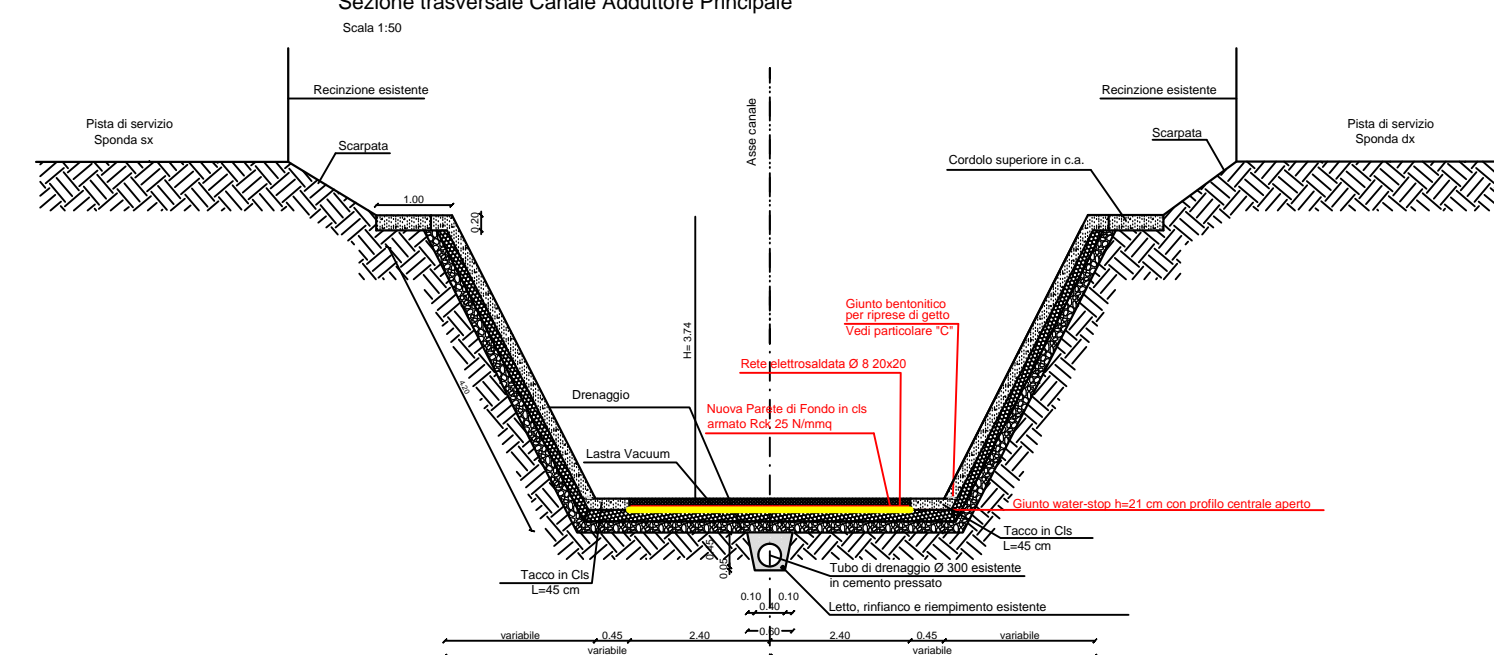 Sezione trasversale Canale Adduttore Principale
Scala 1:50
Recinzione esistente
Recinzione esistente
Pista di servizio
Sponda sx
Pista di servizio
Sponda dx
Asse canale
Scarpata
Scarpata
Cordolo superiore in c.a.
1.00
0.20
Giunto bentonitico
per riprese di getto
Vedi particolare "C"
H= 3.74
Rete elettrosaldata Ø 8 20x20
4.20
Drenaggio
Nuova Parete di Fondo in cls
armato Rck 25 N/mmq
Lastra Vacuum
Giunto water-stop h=21 cm con profilo centrale aperto
Tacco in Cls
L=45 cm
0.45
0.05
Tubo di drenaggio Ø 300 esistente
in cemento pressato
Tacco in Cls
L=45 cm
0.10 0.10
0.40
Letto, rinfianco e riempimento esistente
0.60
variabile 0.45 2.40 2.40 0.45 variabile
variabile variabile